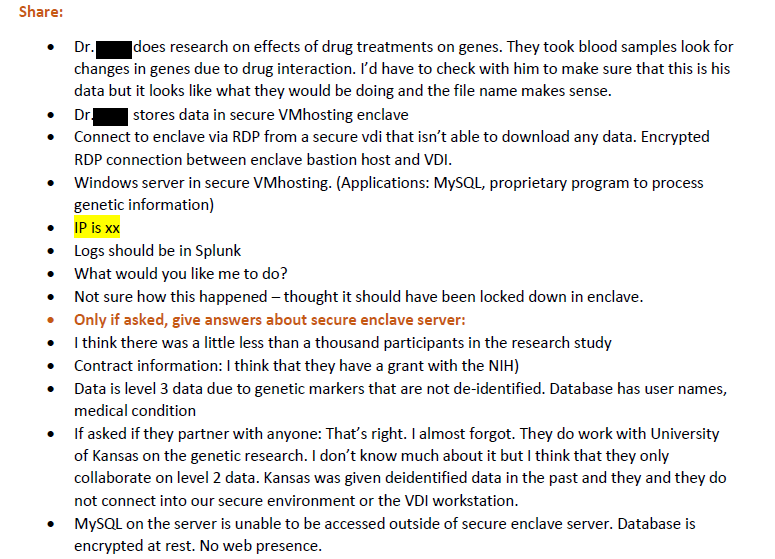 Share:
• Dr. does research on effects of drug treatments on genes. They took blood samples look for
changes in genes due to drug interaction. I'd have to check with him to make sure that this is his
data but it looks like what they would be doing and the file name makes sense.
• Dr. stores data in secure VMhosting enclave
• Connect to enclave via RDP from a secure vdi that isn't able to download any data. Encrypted
RDP connection between enclave bastion host and VDI.
• Windows server in secure VMhosting. (Applications: MySQL, proprietary program to process
genetic information)
• IP is xx
• Logs should be in Splunk
• What would you like me to do?
• Not sure how this happened – thought it should have been locked down in enclave.
• Only if asked, give answers about secure enclave server:
• I think there was a little less than a thousand participants in the research study
• Contract information: I think that they have a grant with the NIH)
• Data is level 3 data due to genetic markers that are not de-identified. Database has user names,
medical condition
• If asked if they partner with anyone: That's right. I almost forgot. They do work with University
of Kansas on the genetic research. I don't know much about it but I think that they only
collaborate on level 2 data. Kansas was given deidentified data in the past and they and they do
not connect into our secure environment or the VDI workstation.
• MySQL on the server is unable to be accessed outside of secure enclave server. Database is
encrypted at rest. No web presence.